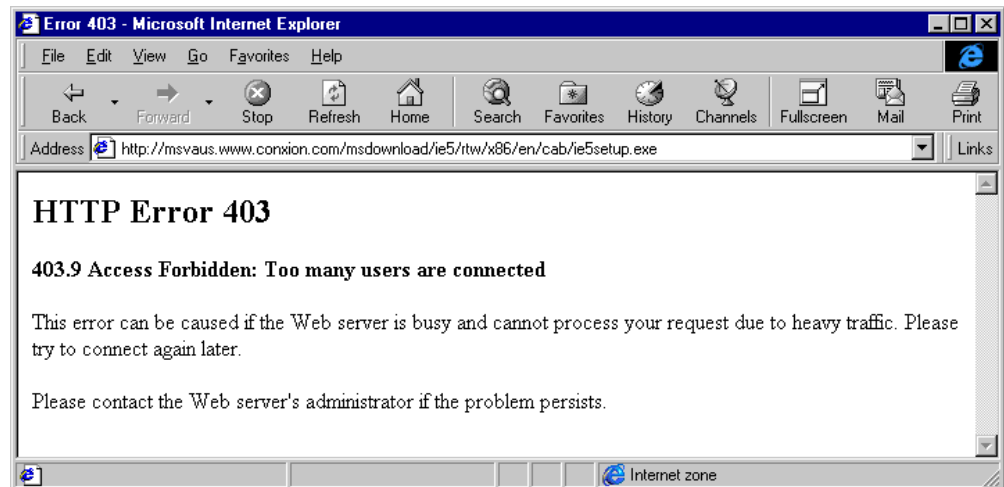 Error 403 - Microsoft Internet Explorer
File Edit View Go Favorites Help
Back Forward Stop Refresh Home Search Favorites History Channels Fullscreen Mail Print
Address http://msvaus.www.conxion.com/msdownload/ie5/rtw/x86/en/cab/ie5setup.exe Links
HTTP Error 403
403.9 Access Forbidden: Too many users are connected
This error can be caused if the Web server is busy and cannot process your request due to heavy traffic. Please
try to connect again later.
Please contact the Web server's administrator if the problem persists.
Internet zone